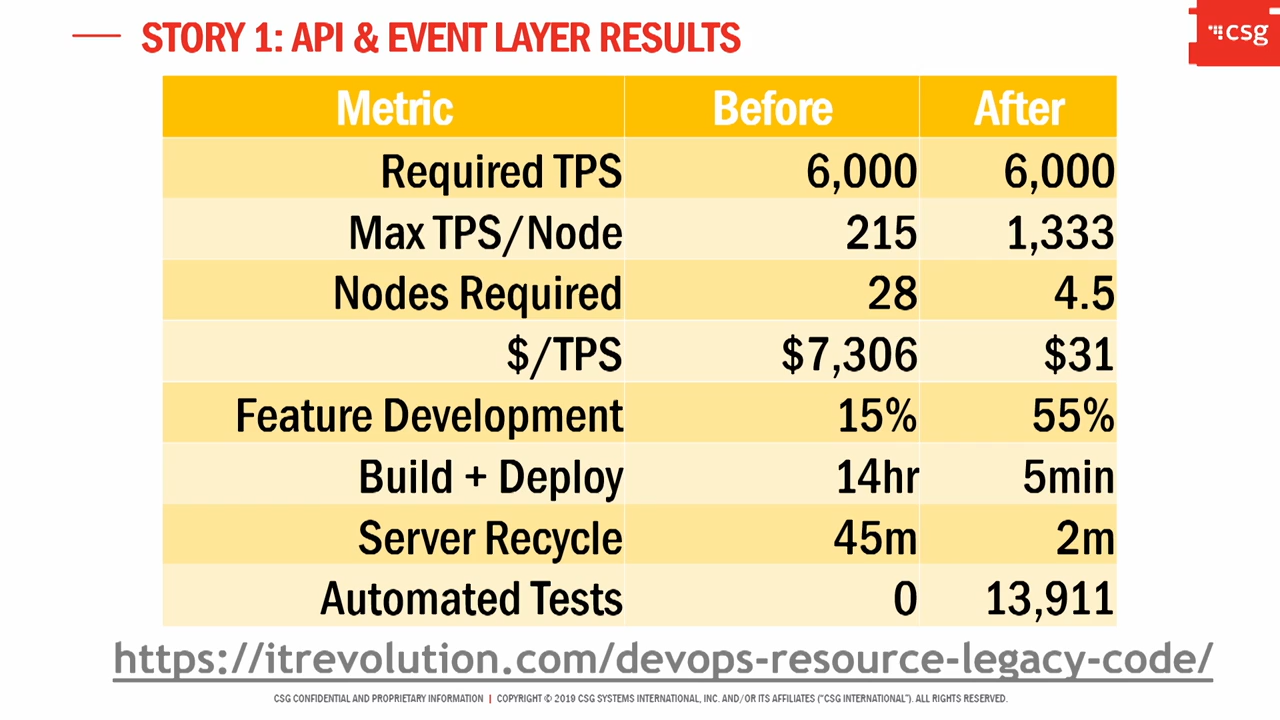 STORY 1: API & EVENT LAYER RESULTS
csg
Metric Before After
Required TPS 6,000 6,000
Max TPS/Node 215 1,333
Nodes Required 28 4.5
$/TPS $7,306 $31
Feature Development 15% 55%
Build + Deploy 14hr 5min
Server Recycle 45m 2m
Automated Tests 0 13,911
https://itrevolution.com/devops-resource-legacy-code/
CSG CONFIDENTIAL AND PROPRIETARY INFORMATION | COPYRIGHT © 2019 CSG SYSTEMS INTERNATIONAL, INC. AND/OR ITS AFFILIATES ("CSG INTERNATIONAL"). ALL RIGHTS RESERVED.